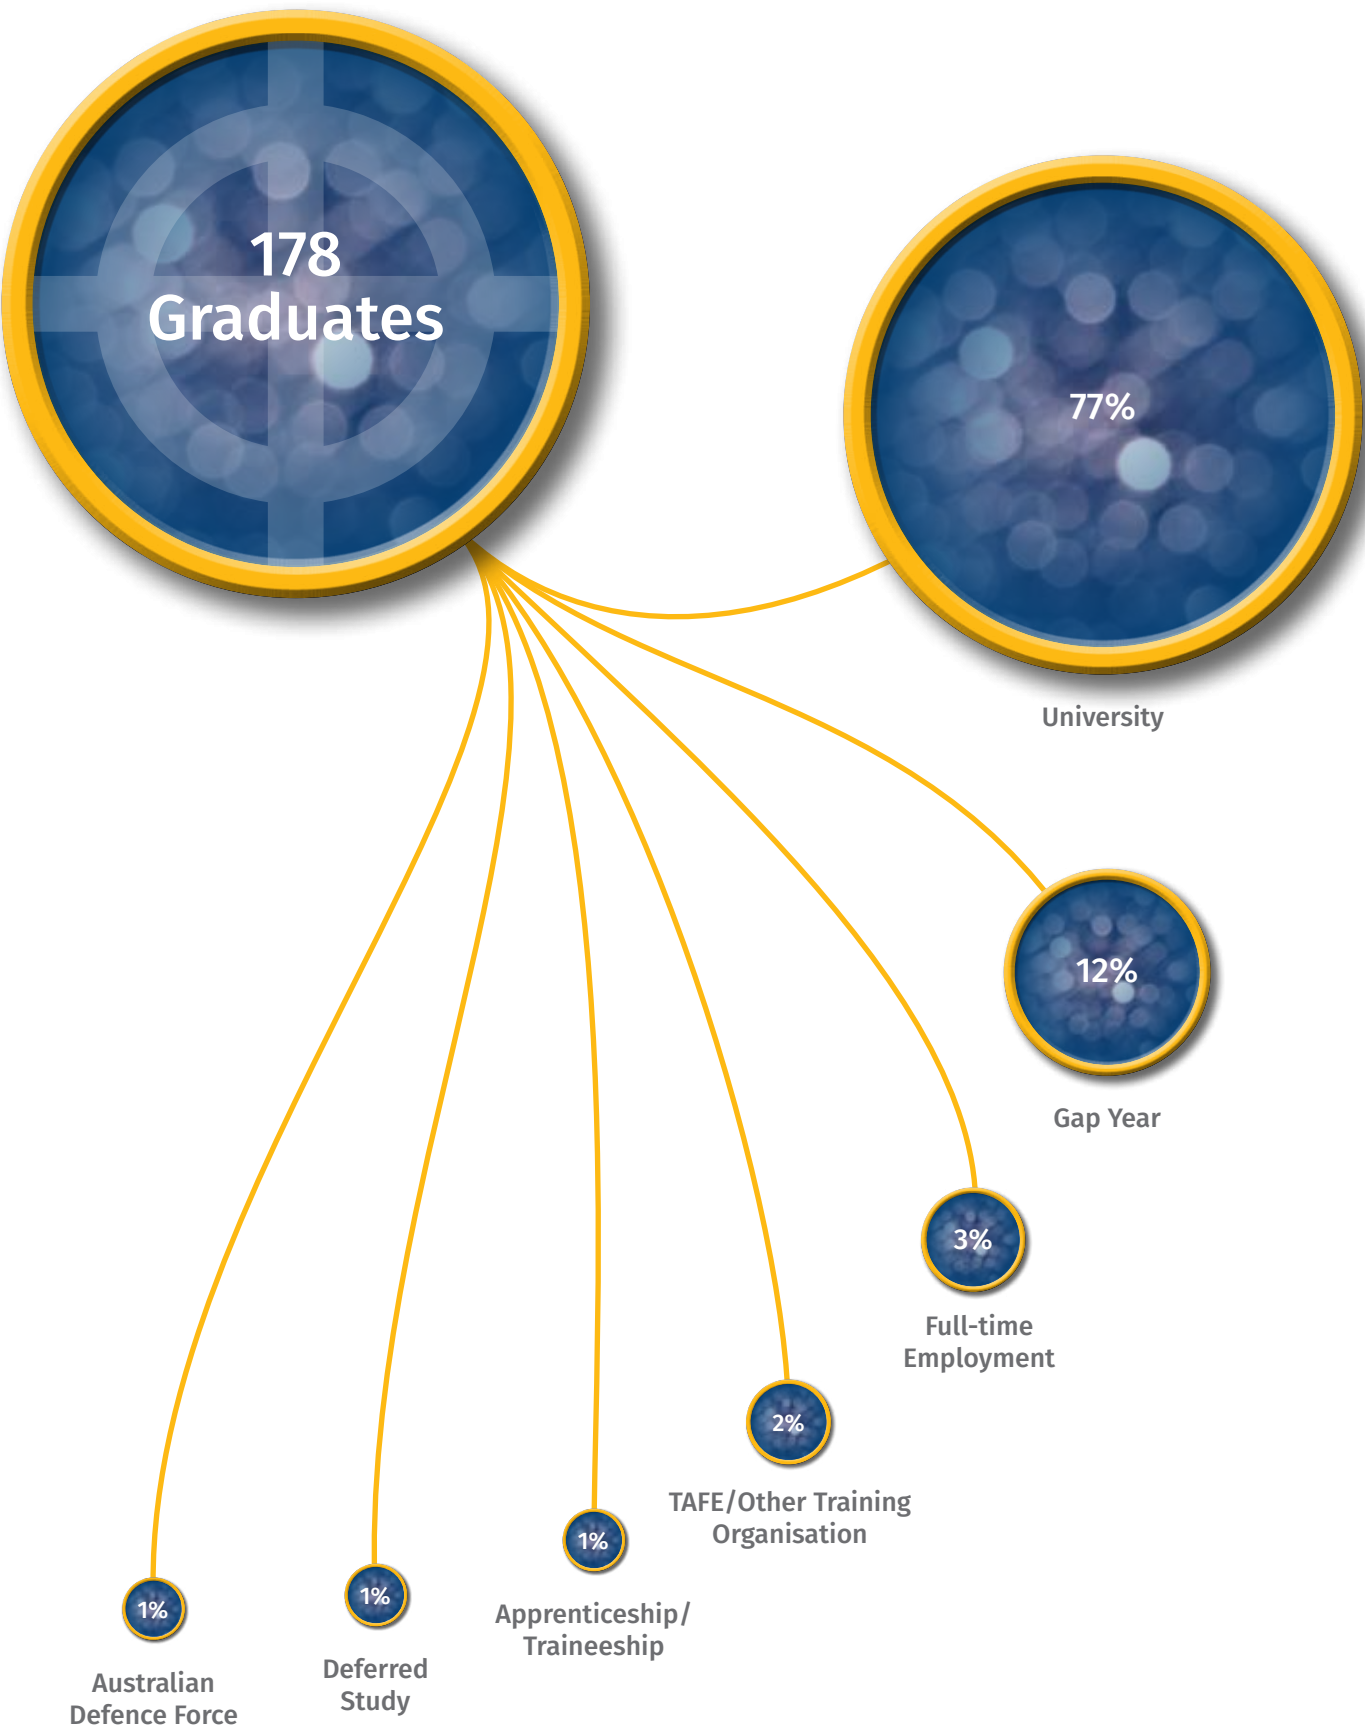 178
Graduates
77%
University
12%
Gap Year
3%
Full-time
Employment
2%
TAFE/Other Training
Organisation
1%
Apprenticeship/
Traineeship
1%
Deferred
Study
1%
Australian
Defence Force